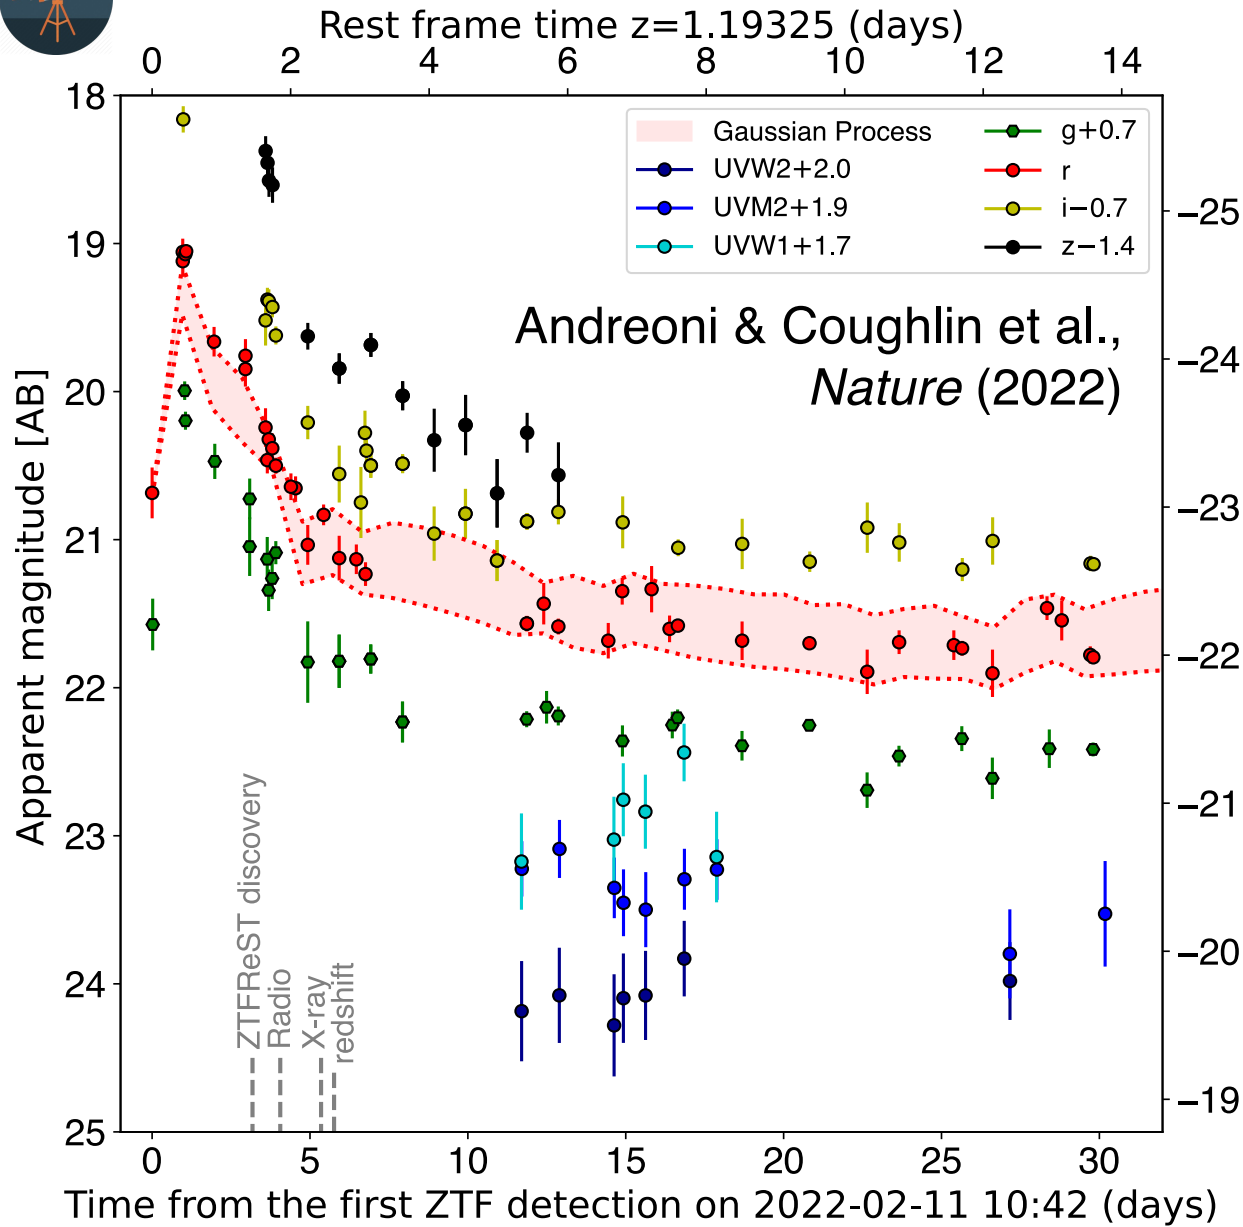 Rest frame time z=1.19325 (days)
0 2 4 6 8 10 12 14
18
19
20
21
22
23
24
25
Apparent magnitude [AB]
Gaussian Process
UVW2+2.0
UVM2+1.9
UVW1+1.7
g+0.7
r
i−0.7
z−1.4
−25
−24
−23
−22
−21
−20
−19
Andreoni & Coughlin et al.,
Nature (2022)
ZTFReST discovery
Radio
X-ray
redshift
0 5 10 15 20 25 30
Time from the first ZTF detection on 2022-02-11 10:42 (days)